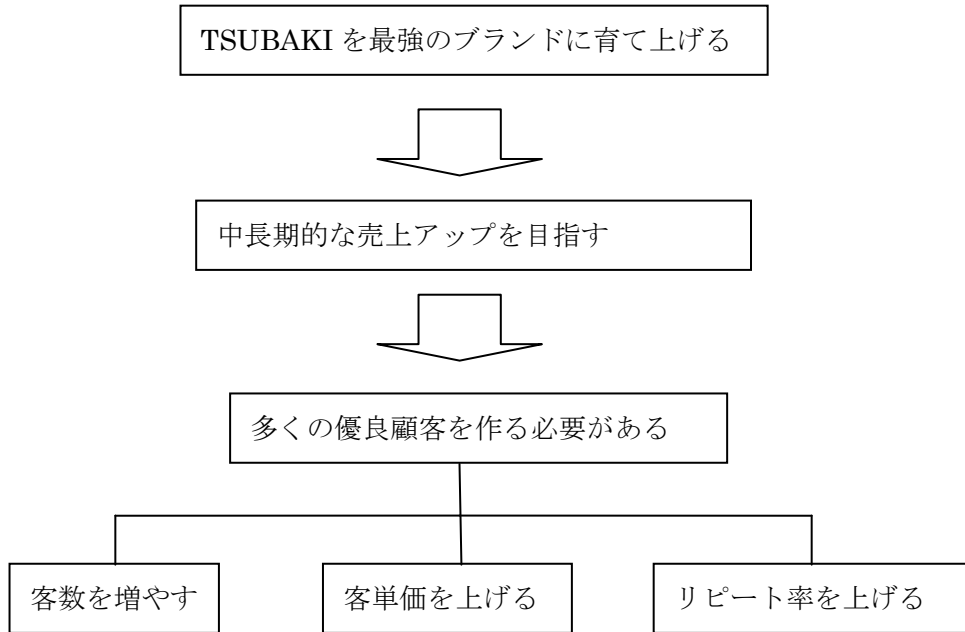 TSUBAKI を最強のブランドに育て上げる
中長期的な売上アップを目指す
多くの優良顧客を作る必要がある
客数を増やす
客単価を上げる
リピート率を上げる